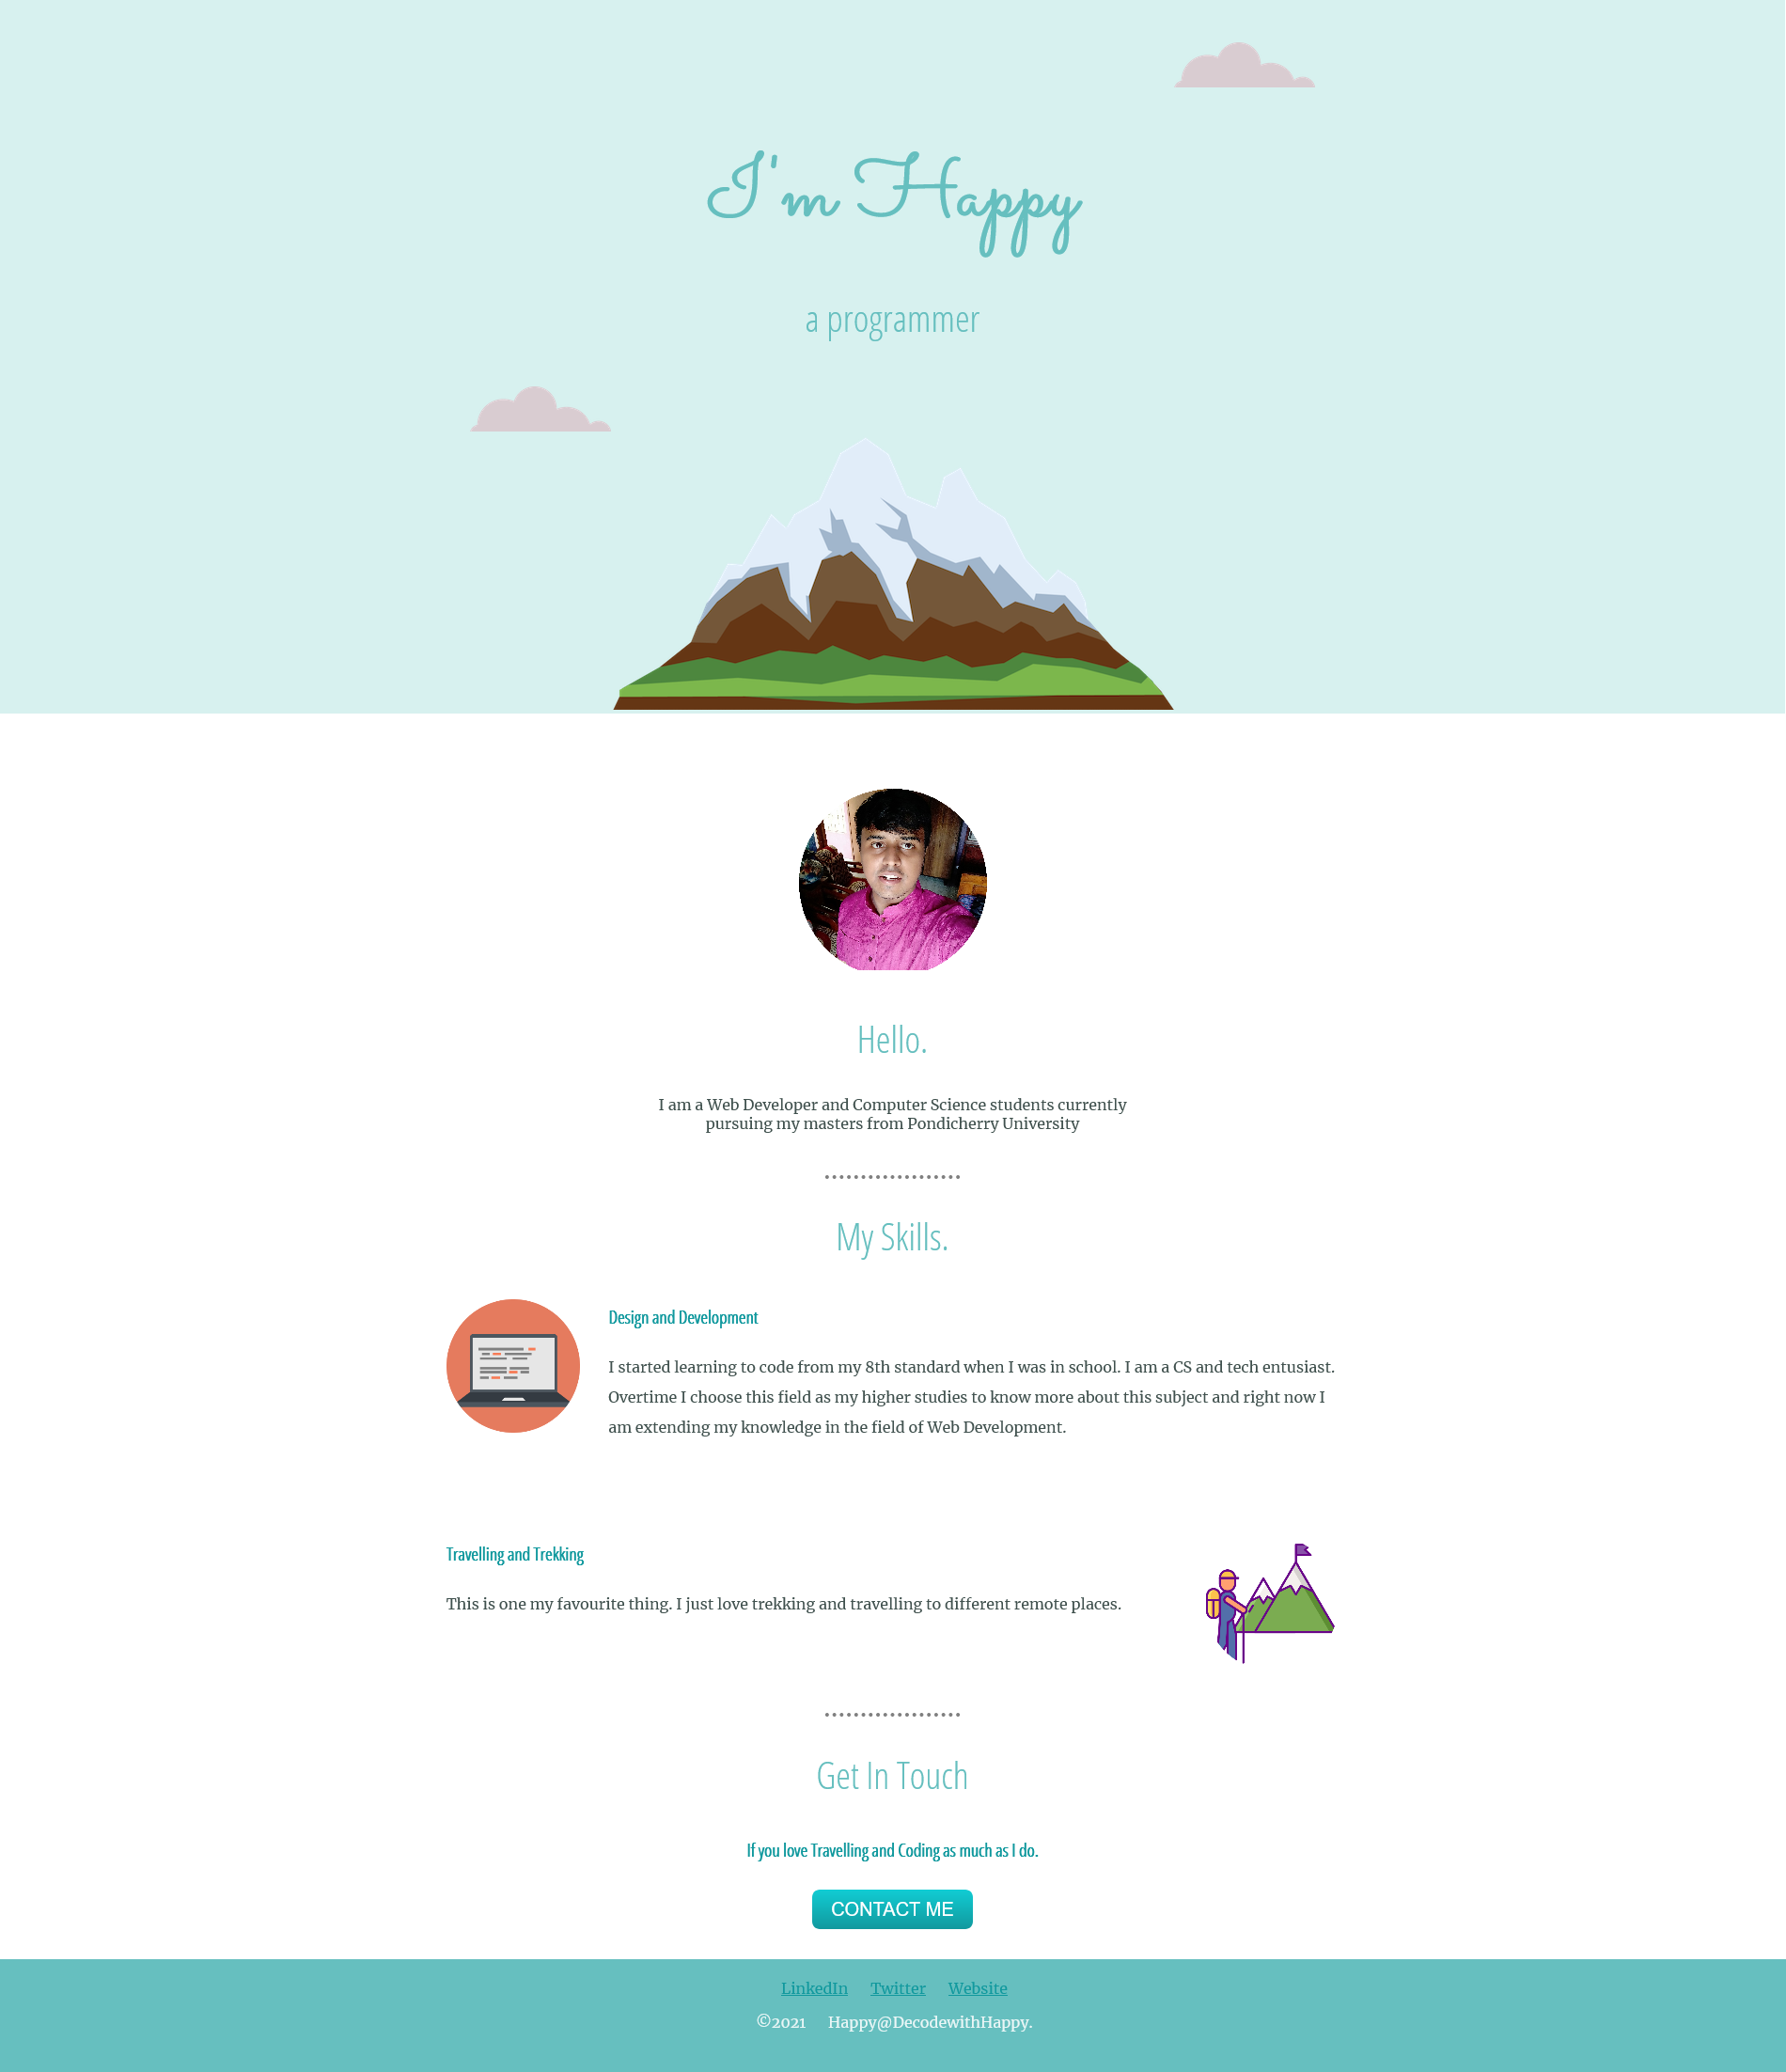 I'm Happy
a programmer
Hello.
I am a Web Developer and Computer Science students currently
pursuing my masters from Pondicherry University
My Skills.
Design and Development
I started learning to code from my 8th standard when I was in school. I am a CS and tech entusiast.
Overtime I choose this field as my higher studies to know more about this subject and right now I
am extending my knowledge in the field of Web Development.
Travelling and Trekking
This is one my favourite thing. I just love trekking and travelling to different remote places.
Get In Touch
If you love Travelling and Coding as much as I do.
CONTACT ME
LinkedIn Twitter Website
©2021 Happy@DecodewithHappy.